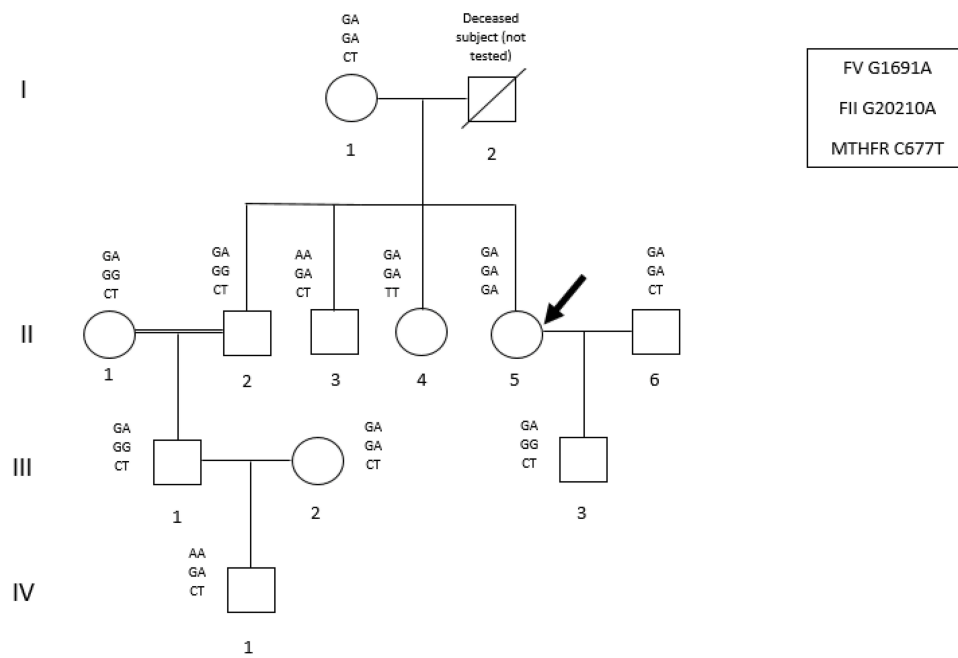 GA
GA
CT
Deceased
subject (not
tested)
FV G1691A
FII G20210A
MTHFR C677T
I
1
2
GA
GG
CT
GA
GG
CT
AA
GA
CT
GA
GA
TT
GA
GA
GA
GA
GA
CT
II
1
2
3
4
5
6
GA
GG
CT
GA
GA
CT
GA
GG
CT
III
1
2
3
AA
GA
CT
IV
1